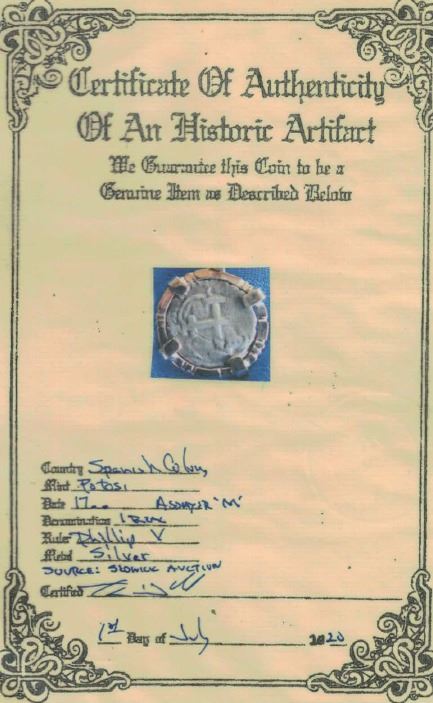 Certificate Of Authenticity
Of An Historic Artifact
We Guarantee this Coin to be a
Genuine Item as Described Below
Country Spanish Colony
Mint Potosi
Date 17-- ASSAYER 'M'
Denomination 1 REAL
Ruler Phillip V
Metal Silver
SOURCE: SEDWICK AUCTION
Certified
1st Day of July 2020